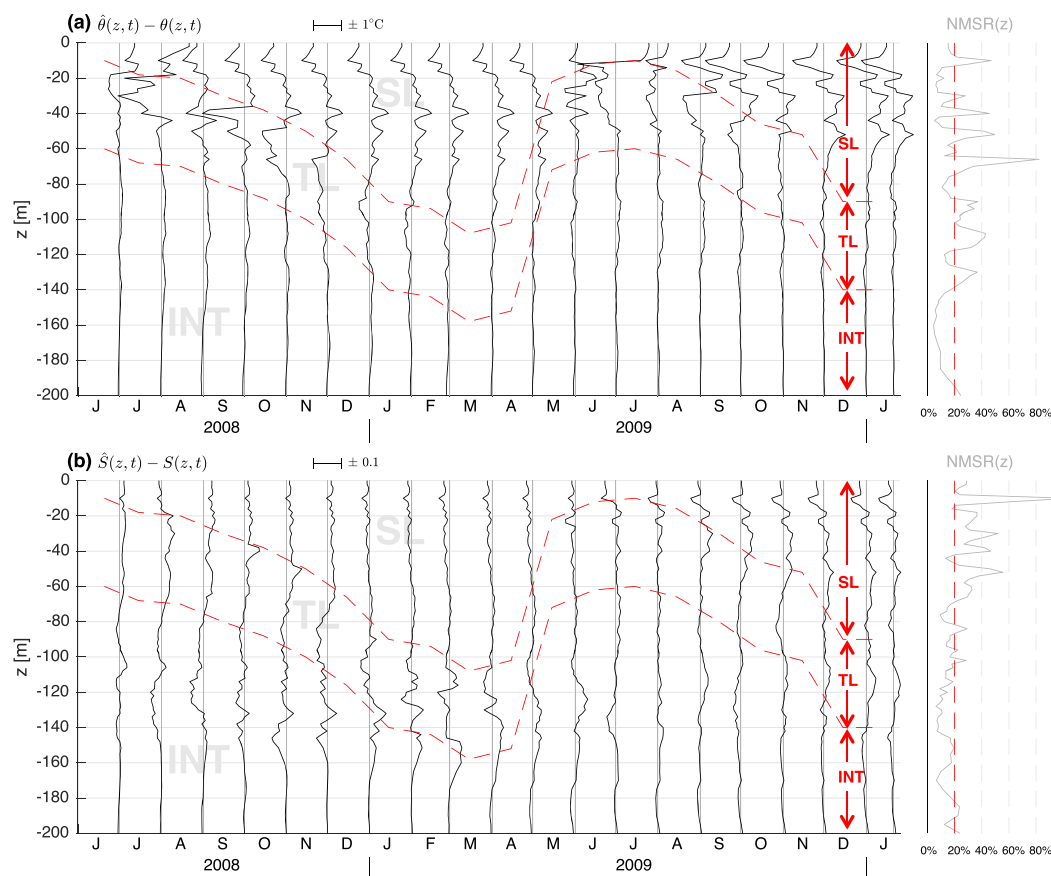 (a) θ̂(z,t) − θ(z,t) ± 1°C NMSR(z)
0
-20
-40
-60
-80
-100
-120
-140
-160
-180
-200
z [m]
SL
TL
INT
SL
TL
INT
J J A S O N D J F M A M J J A S O N D J
2008 2009
0% 20% 40% 60% 80%
(b) Ŝ(z,t) − S(z,t) ± 0.1 NMSR(z)
0
-20
-40
-60
-80
-100
-120
-140
-160
-180
-200
z [m]
SL
TL
INT
SL
TL
INT
J J A S O N D J F M A M J J A S O N D J
2008 2009
0% 20% 40% 60% 80%